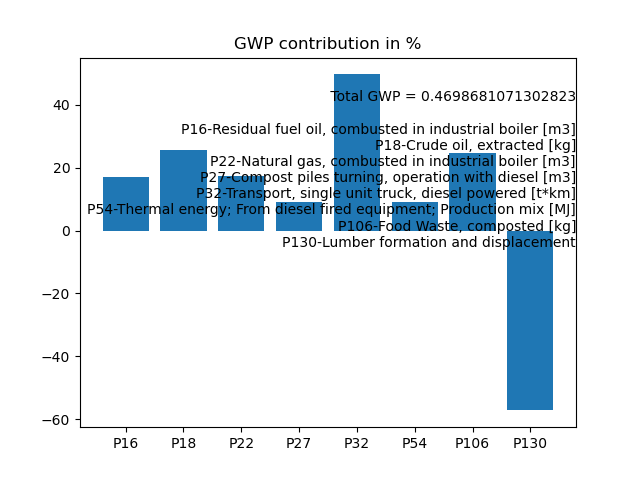 GWP contribution in %
Total GWP = 0.4698681071302823
P16-Residual fuel oil, combusted in industrial boiler [m3]
P18-Crude oil, extracted [kg]
P22-Natural gas, combusted in industrial boiler [m3]
P27-Compost piles turning, operation with diesel [m3]
P32-Transport, single unit truck, diesel powered [t*km]
P54-Thermal energy; From diesel fired equipment; Production mix [MJ]
P106-Food Waste, composted [kg]
P130-Lumber formation and displacement
40
20
0
−20
−40
−60
P16 P18 P22 P27 P32 P54 P106 P130